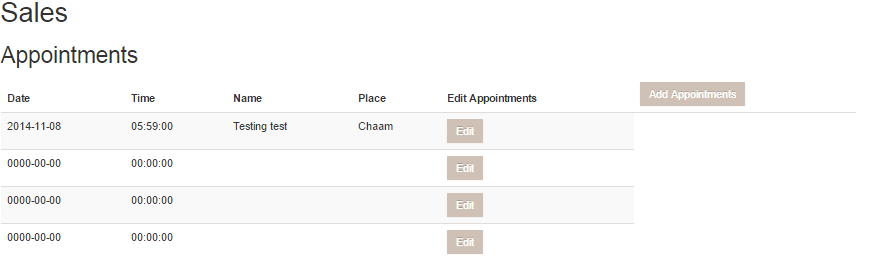 Sales
Appointments
Date Time Name Place Edit Appointments Add Appointments
2014-11-08 05:59:00 Testing test Chaam Edit
0000-00-00 00:00:00 Edit
0000-00-00 00:00:00 Edit
0000-00-00 00:00:00 Edit